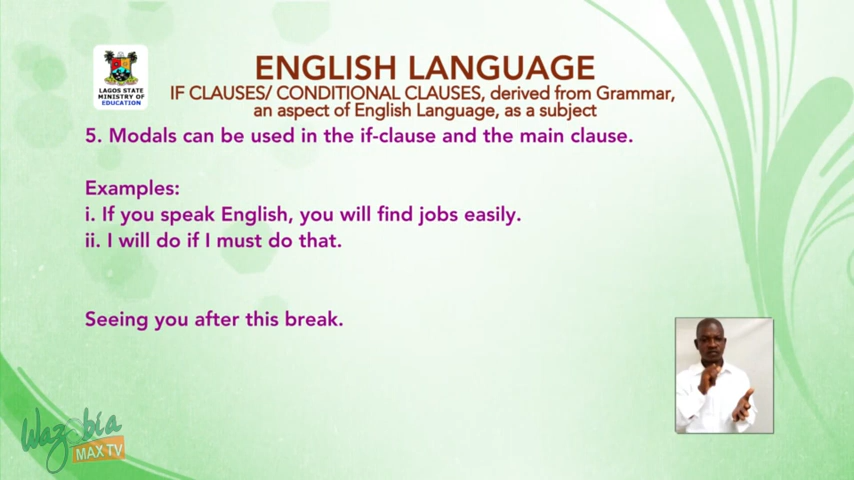 ENGLISH LANGUAGE
IF CLAUSES/ CONDITIONAL CLAUSES, derived from Grammar,
an aspect of English Language, as a subject
LAGOS STATE
MINISTRY OF
EDUCATION
5. Modals can be used in the if-clause and the main clause.
Examples:
i. If you speak English, you will find jobs easily.
ii. I will do if I must do that.
Seeing you after this break.
Wazobia
MAX TV